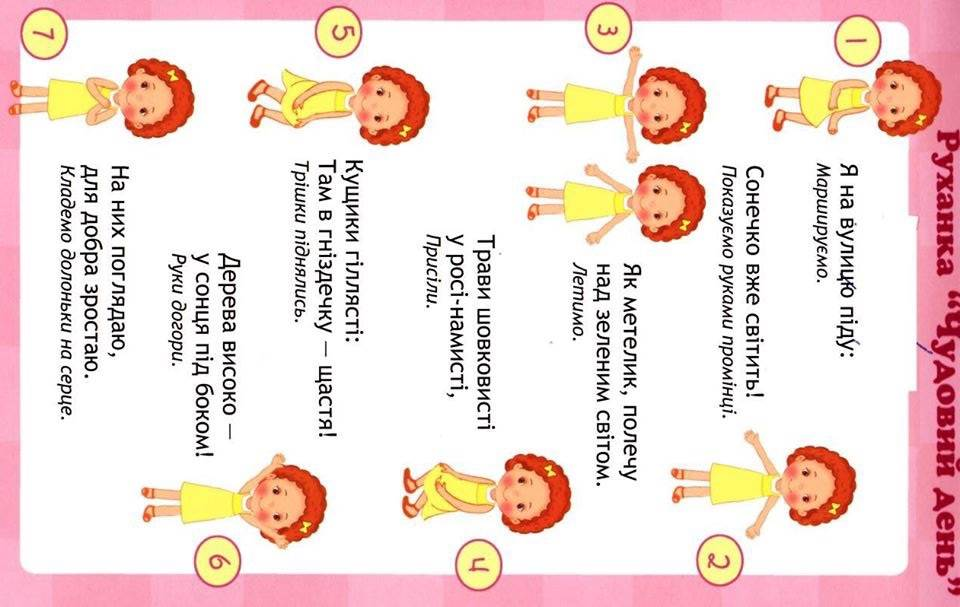 Руханка "Чудовий день"
1
Я на вулицю піду:
Маршируємо.
Сонечко вже світить!
Показуємо руками промінці.
2
3
Як метелик, полечу
над зеленим світом.
Летимо.
Трави шовковисті
у росі-намисті,
Присіли.
4
5
Кущики гіллясті:
Там в гніздечку – щастя!
Трішки піднялись.
Дерева високо –
у сонця під боком!
Руки догори.
6
7
На них поглядаю,
для добра зростаю.
Кладемо долоньки на серце.